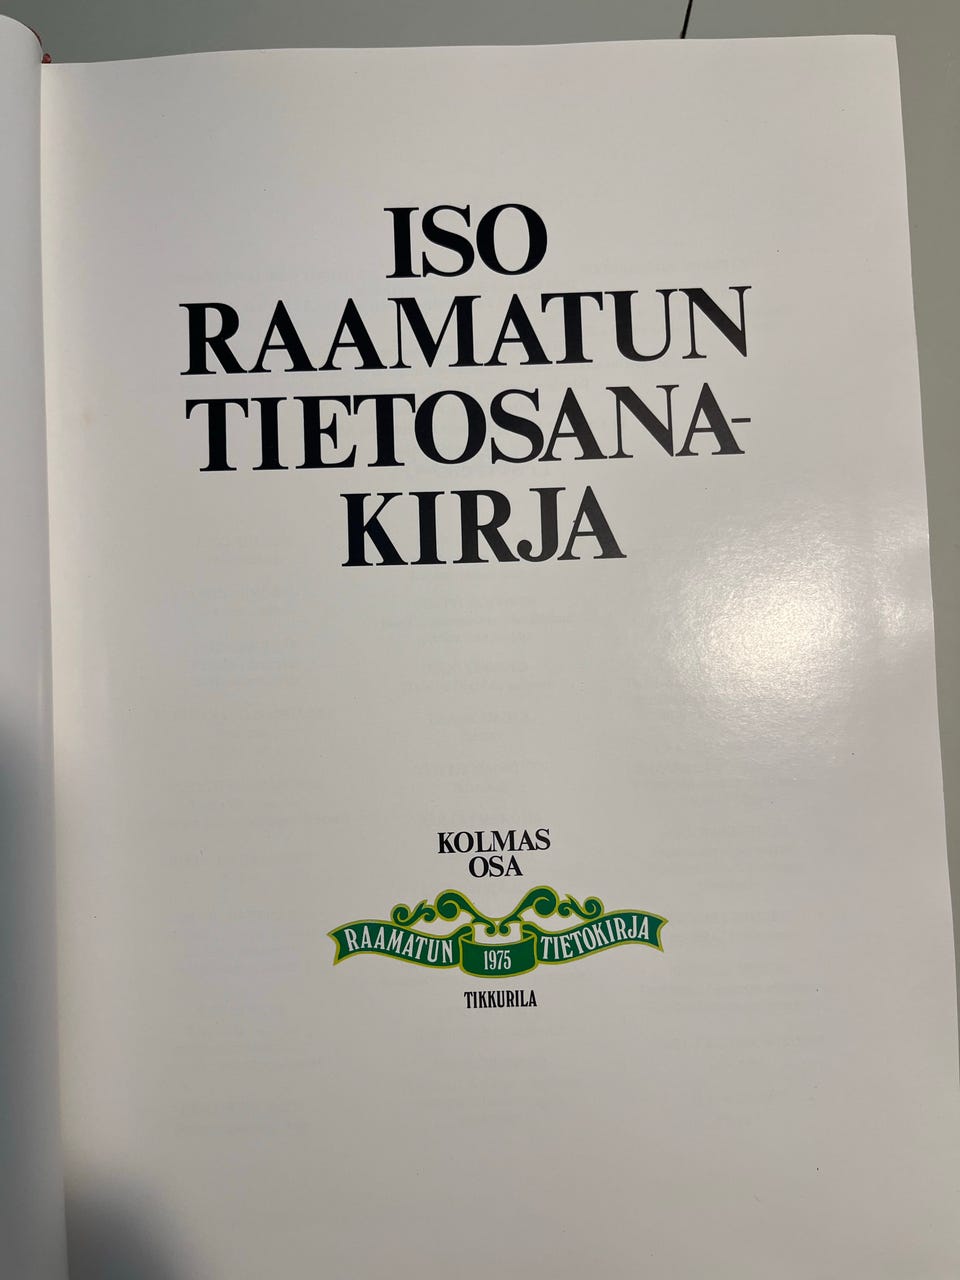 ISO
RAAMATUN
TIETOSANA-
KIRJA
KOLMAS
OSA
RAAMATUN 1975 TIETOKIRJA
TIKKURILA